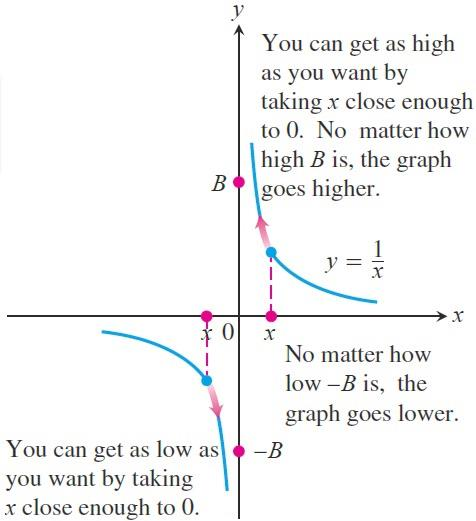 y
You can get as high
as you want by
taking x close enough
to 0. No matter how
high B is, the graph
goes higher.
B
y = 1/x
x
x 0 x
No matter how
low –B is, the
graph goes lower.
You can get as low as
you want by taking
x close enough to 0.
–B